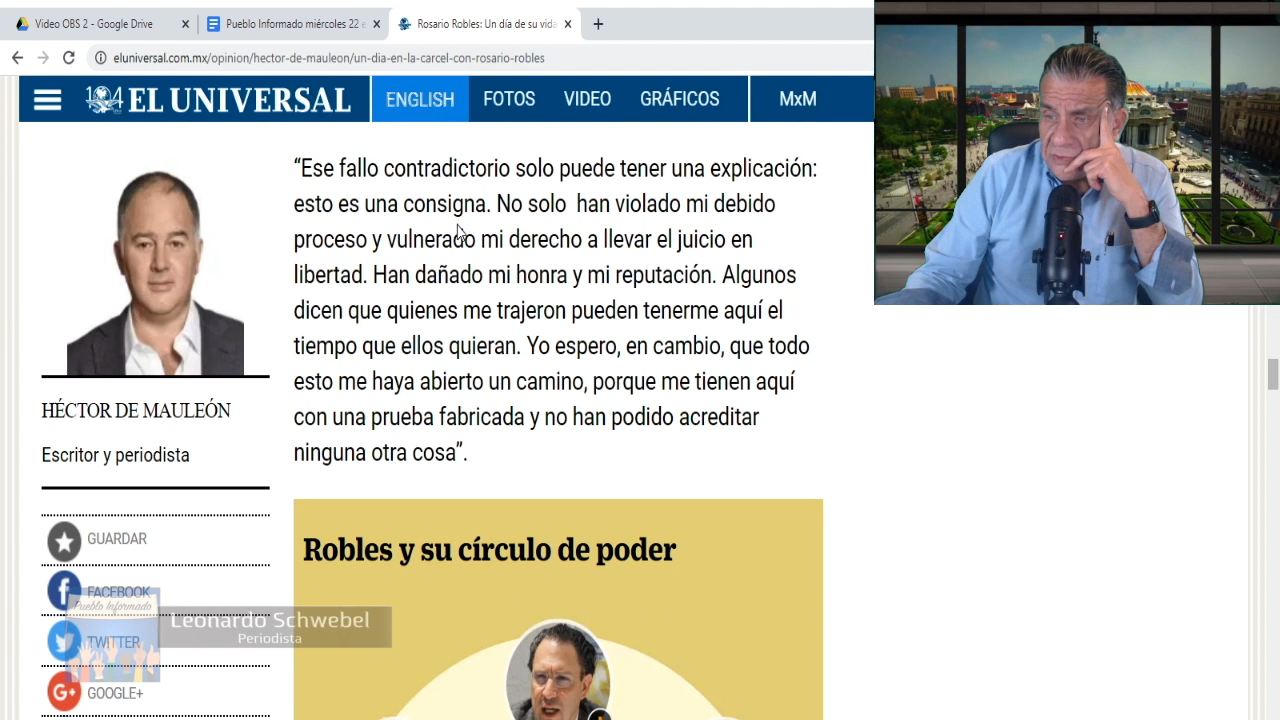 Video OBS 2 - Google Drive
Pueblo Informado miércoles 22
Rosario Robles: Un día de su vida
eluniversal.com.mx/opinion/hector-de-mauleon/un-dia-en-la-carcel-con-rosario-robles
104 EL UNIVERSAL
ENGLISH FOTOS VIDEO GRÁFICOS MxM
“Ese fallo contradictorio solo puede tener una explicación:
esto es una consigna. No solo han violado mi debido
proceso y vulnerado mi derecho a llevar el juicio en
libertad. Han dañado mi honra y mi reputación. Algunos
dicen que quienes me trajeron pueden tenerme aquí el
tiempo que ellos quieran. Yo espero, en cambio, que todo
esto me haya abierto un camino, porque me tienen aquí
con una prueba fabricada y no han podido acreditar
ninguna otra cosa”.
HÉCTOR DE MAULEÓN
Escritor y periodista
GUARDAR
FACEBOOK
TWITTER
GOOGLE+
Robles y su círculo de poder
Pueblo Informado
Leonardo Schwebel
Periodista